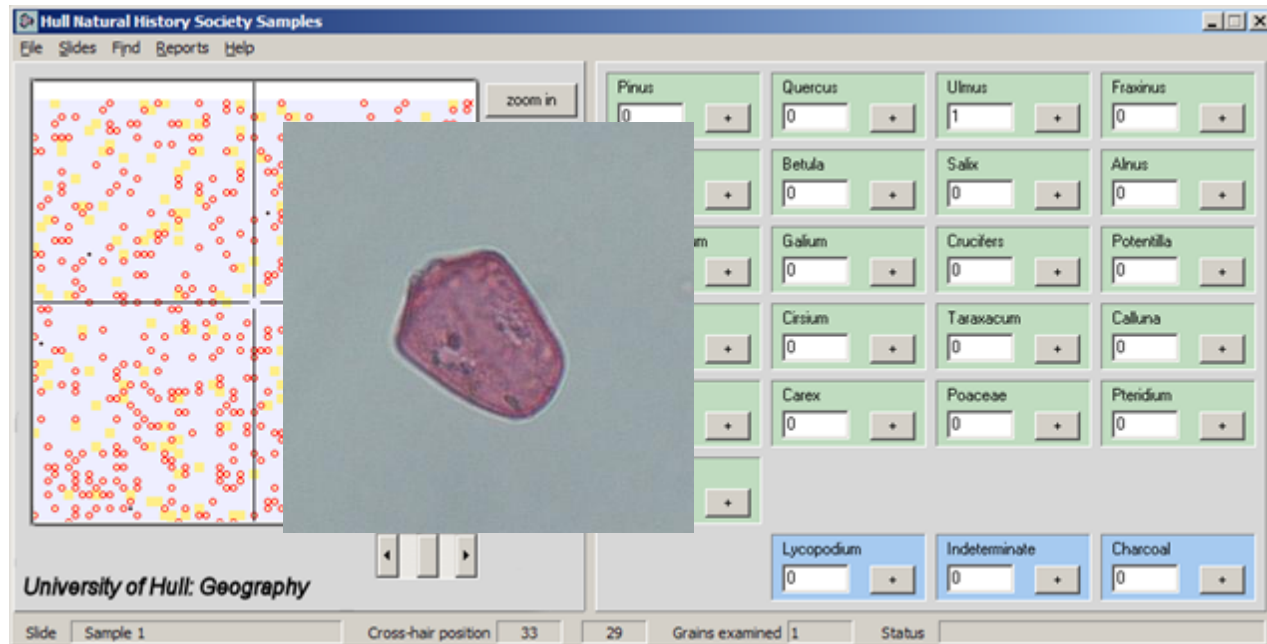 Hull Natural History Society Samples
File Slides Find Reports Help
zoom in
Pinus Quercus Ulmus Fraxinus
0 + 0 + 1 + 0 +
Betula Salix Alnus
+ 0 + 0 + 0 +
m Galium Crucifers Potentilla
+ 0 + 0 + 0 +
Cirsium Taraxacum Calluna
+ 0 + 0 + 0 +
Carex Poaceae Pteridium
+ 0 + 0 + 0 +
+
Lycopodium Indeterminate Charcoal
0 + 0 + 0 +
University of Hull: Geography
Slide Sample 1 Cross-hair position 33 29 Grains examined 1 Status